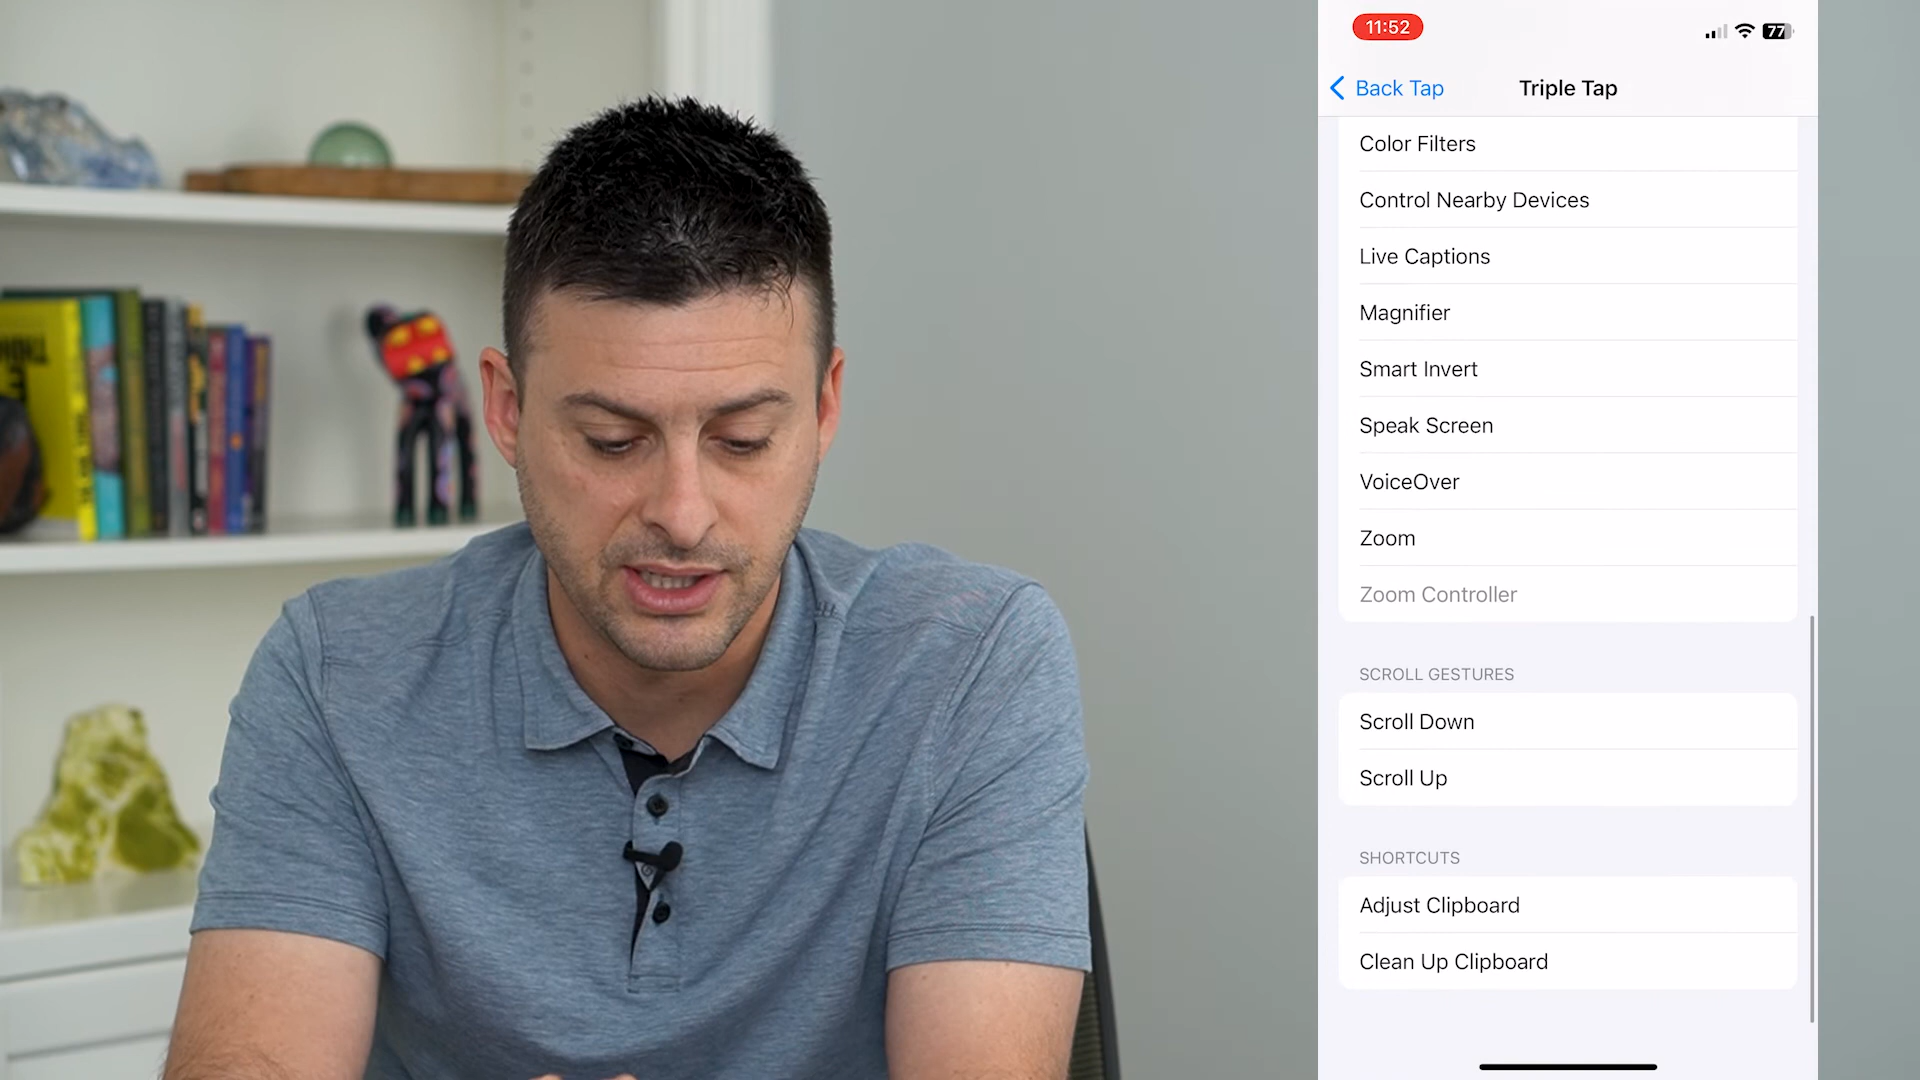 11:52
77
Back Tap
Triple Tap
Color Filters
Control Nearby Devices
Live Captions
Magnifier
Smart Invert
Speak Screen
VoiceOver
Zoom
Zoom Controller
SCROLL GESTURES
Scroll Down
Scroll Up
SHORTCUTS
Adjust Clipboard
Clean Up Clipboard